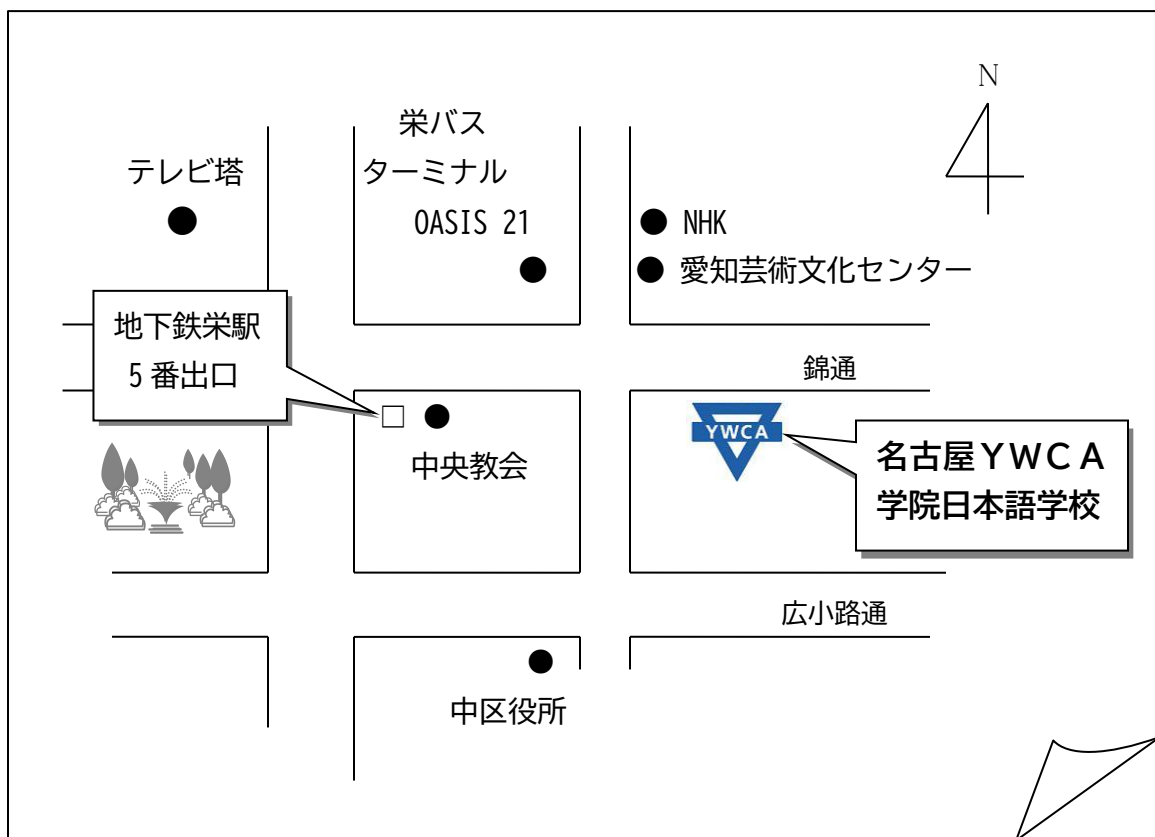 N
栄バス
ターミナル
OASIS 21
テレビ塔
NHK
愛知芸術文化センター
地下鉄栄駅
5番出口
錦通
中央教会
YWCA
名古屋YWCA
学院日本語学校
広小路通
中区役所